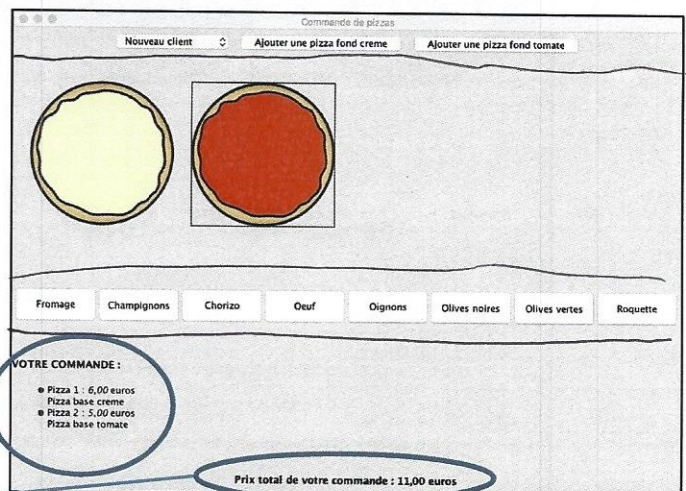 Commande de pizzas
Nouveau client Ajouter une pizza fond creme Ajouter une pizza fond tomate
Fromage Champignons Chorizo Oeuf Oignons Olives noires Olives vertes Roquette
VOTRE COMMANDE :
Pizza 1 : 6,00 euros
Pizza base creme
Pizza 2 : 5,00 euros
Pizza base tomate
Prix total de votre commande : 11,00 euros